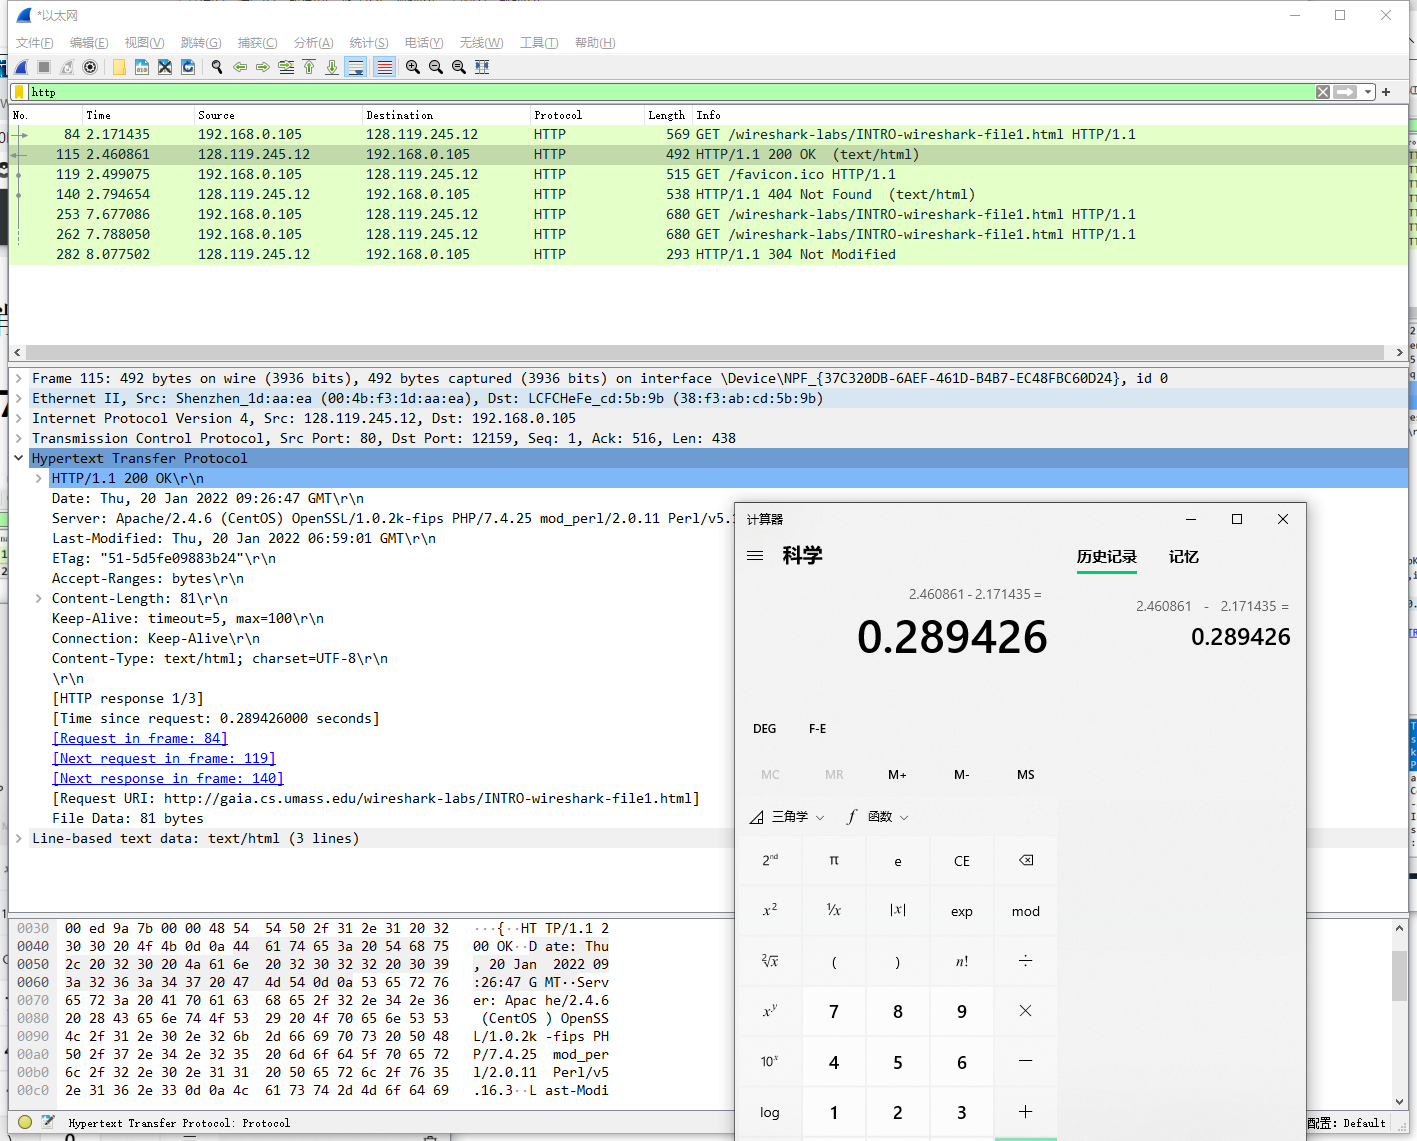 *以太网
文件(F) 编辑(E) 视图(V) 跳转(G) 捕获(C) 分析(A) 统计(S) 电话(Y) 无线(W) 工具(T) 帮助(H)
http
No. Time Source Destination Protocol Length Info
84 2.171435 192.168.0.105 128.119.245.12 HTTP 569 GET /wireshark-labs/INTRO-wireshark-file1.html HTTP/1.1
115 2.460861 128.119.245.12 192.168.0.105 HTTP 492 HTTP/1.1 200 OK  (text/html)
119 2.499075 192.168.0.105 128.119.245.12 HTTP 515 GET /favicon.ico HTTP/1.1
140 2.794654 128.119.245.12 192.168.0.105 HTTP 538 HTTP/1.1 404 Not Found  (text/html)
253 7.677086 192.168.0.105 128.119.245.12 HTTP 680 GET /wireshark-labs/INTRO-wireshark-file1.html HTTP/1.1
262 7.788050 192.168.0.105 128.119.245.12 HTTP 680 GET /wireshark-labs/INTRO-wireshark-file1.html HTTP/1.1
282 8.077502 128.119.245.12 192.168.0.105 HTTP 293 HTTP/1.1 304 Not Modified
Frame 115: 492 bytes on wire (3936 bits), 492 bytes captured (3936 bits) on interface \Device\NPF_{37C320DB-6AEF-461D-B4B7-EC48FBC60D24}, id 0
Ethernet II, Src: Shenzhen_1d:aa:ea (00:4b:f3:1d:aa:ea), Dst: LCFCHeFe_cd:5b:9b (38:f3:ab:cd:5b:9b)
Internet Protocol Version 4, Src: 128.119.245.12, Dst: 192.168.0.105
Transmission Control Protocol, Src Port: 80, Dst Port: 12159, Seq: 1, Ack: 516, Len: 438
Hypertext Transfer Protocol
HTTP/1.1 200 OK\r\n
Date: Thu, 20 Jan 2022 09:26:47 GMT\r\n
Server: Apache/2.4.6 (CentOS) OpenSSL/1.0.2k-fips PHP/7.4.25 mod_perl/2.0.11 Perl/v5.1
Last-Modified: Thu, 20 Jan 2022 06:59:01 GMT\r\n
ETag: "51-5d5fe09883b24"\r\n
Accept-Ranges: bytes\r\n
Content-Length: 81\r\n
Keep-Alive: timeout=5, max=100\r\n
Connection: Keep-Alive\r\n
Content-Type: text/html; charset=UTF-8\r\n
\r\n
[HTTP response 1/3]
[Time since request: 0.289426000 seconds]
[Request in frame: 84]
[Next request in frame: 119]
[Next response in frame: 140]
[Request URI: http://gaia.cs.umass.edu/wireshark-labs/INTRO-wireshark-file1.html]
File Data: 81 bytes
Line-based text data: text/html (3 lines)
0030 00 ed 9a 7b 00 00 48 54 54 50 2f 31 2e 31 20 32 ···{··HT TP/1.1 2
0040 30 30 20 4f 4b 0d 0a 44 61 74 65 3a 20 54 68 75 00 OK··D ate: Thu
0050 2c 20 32 30 20 4a 61 6e 20 32 30 32 32 20 30 39 , 20 Jan  2022 09
0060 3a 32 36 3a 34 37 20 47 4d 54 0d 0a 53 65 72 76 :26:47 G MT··Serv
0070 65 72 3a 20 41 70 61 63 68 65 2f 32 2e 34 2e 36 er: Apac he/2.4.6
0080 20 28 43 65 6e 74 4f 53 29 20 4f 70 65 6e 53 53 (CentOS ) OpenSS
0090 4c 2f 31 2e 30 2e 32 6b 2d 66 69 70 73 20 50 48 L/1.0.2k -fips PH
00a0 50 2f 37 2e 34 2e 32 35 20 6d 6f 64 5f 70 65 72 P/7.4.25  mod_per
00b0 6c 2f 32 2e 30 2e 31 31 20 50 65 72 6c 2f 76 35 l/2.0.11  Perl/v5
00c0 2e 31 36 2e 33 0d 0a 4c 61 73 74 2d 4d 6f 64 69 .16.3··L ast-Modi
Hypertext Transfer Protocol: Protocol
配置: Default
计算器
科学
历史记录 记忆
2.460861 - 2.171435 =
0.289426
2.460861 - 2.171435 =
0.289426
DEG F-E
MC MR M+ M- MS
三角学 f 函数
2nd π e CE
x² ¹/x |x| exp mod
²√x ( ) n! ÷
xʸ 7 8 9 ×
10ˣ 4 5 6 −
log 1 2 3 +